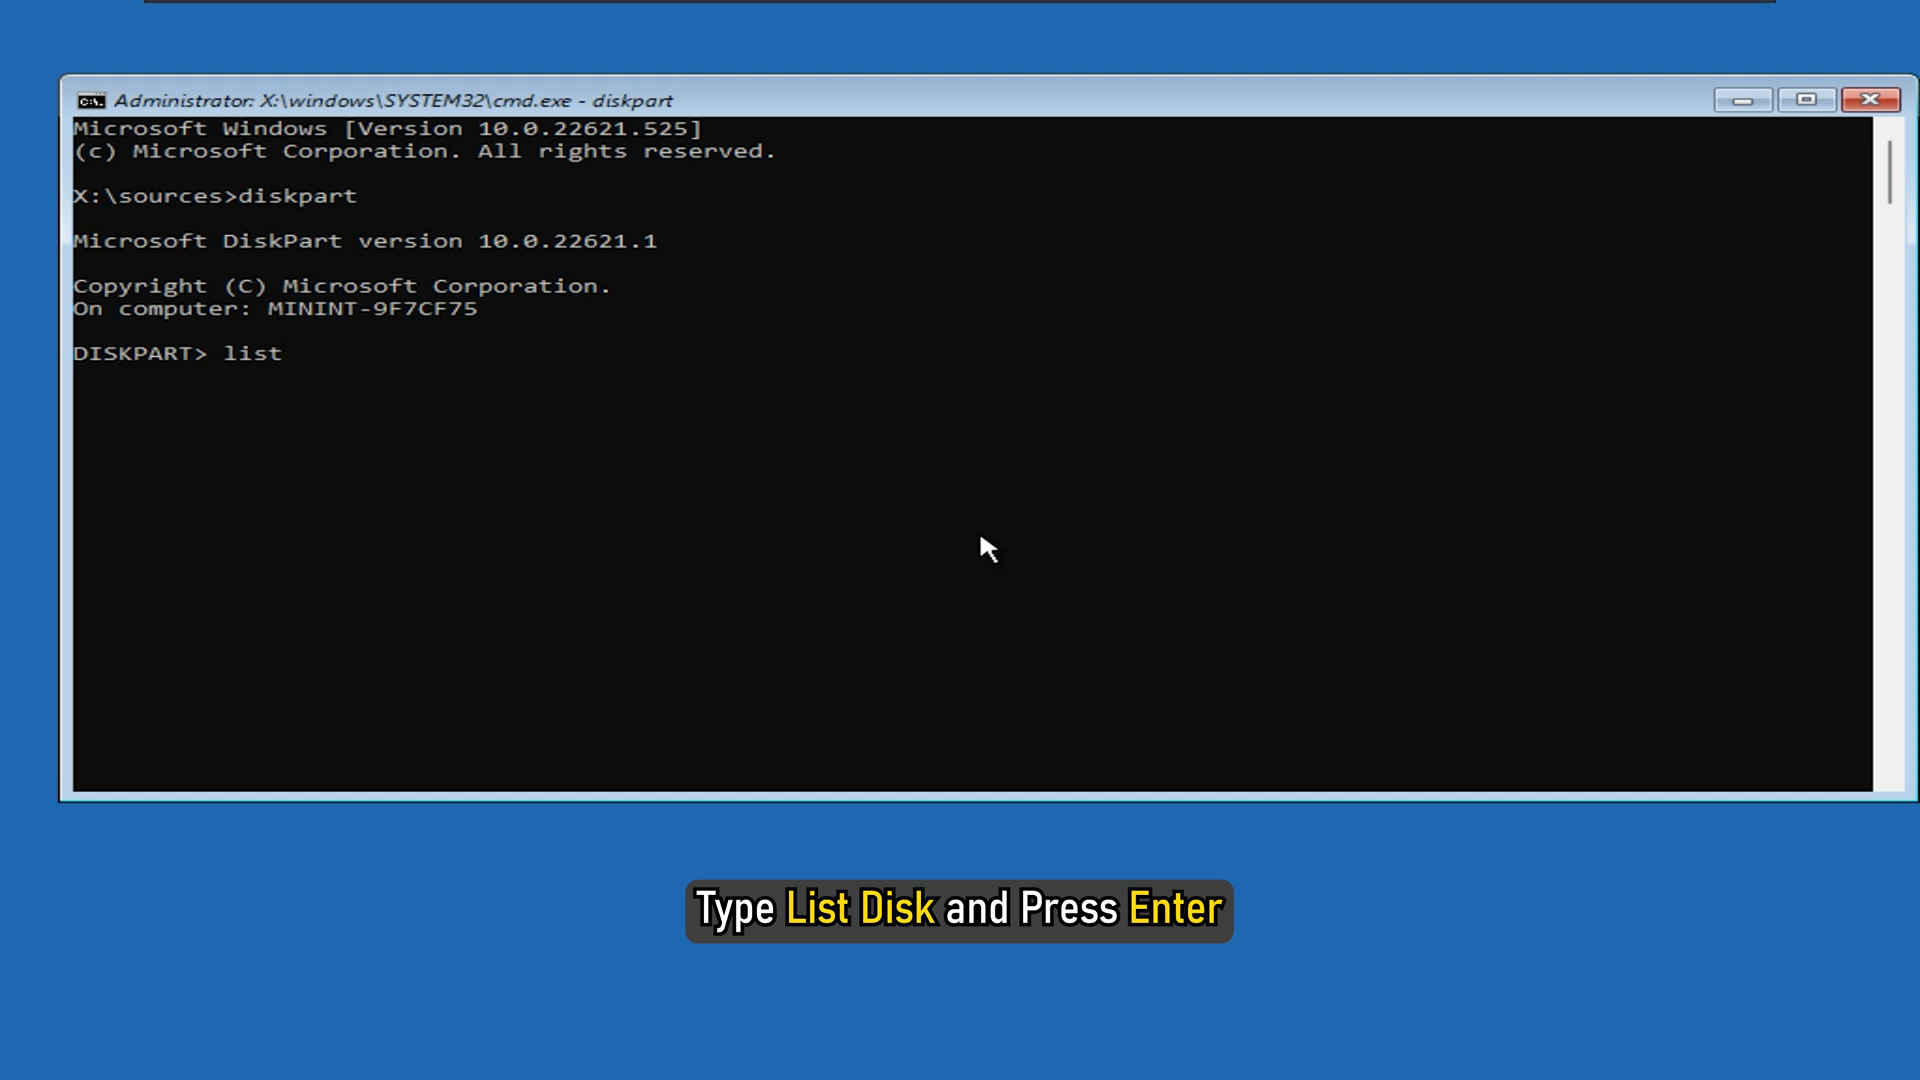 Administrator: X:\windows\SYSTEM32\cmd.exe - diskpart
Microsoft Windows [Version 10.0.22621.525]
(c) Microsoft Corporation. All rights reserved.
X:\sources>diskpart
Microsoft DiskPart version 10.0.22621.1
Copyright (C) Microsoft Corporation.
On computer: MININT-9F7CF75
DISKPART> list
Type List Disk and Press Enter